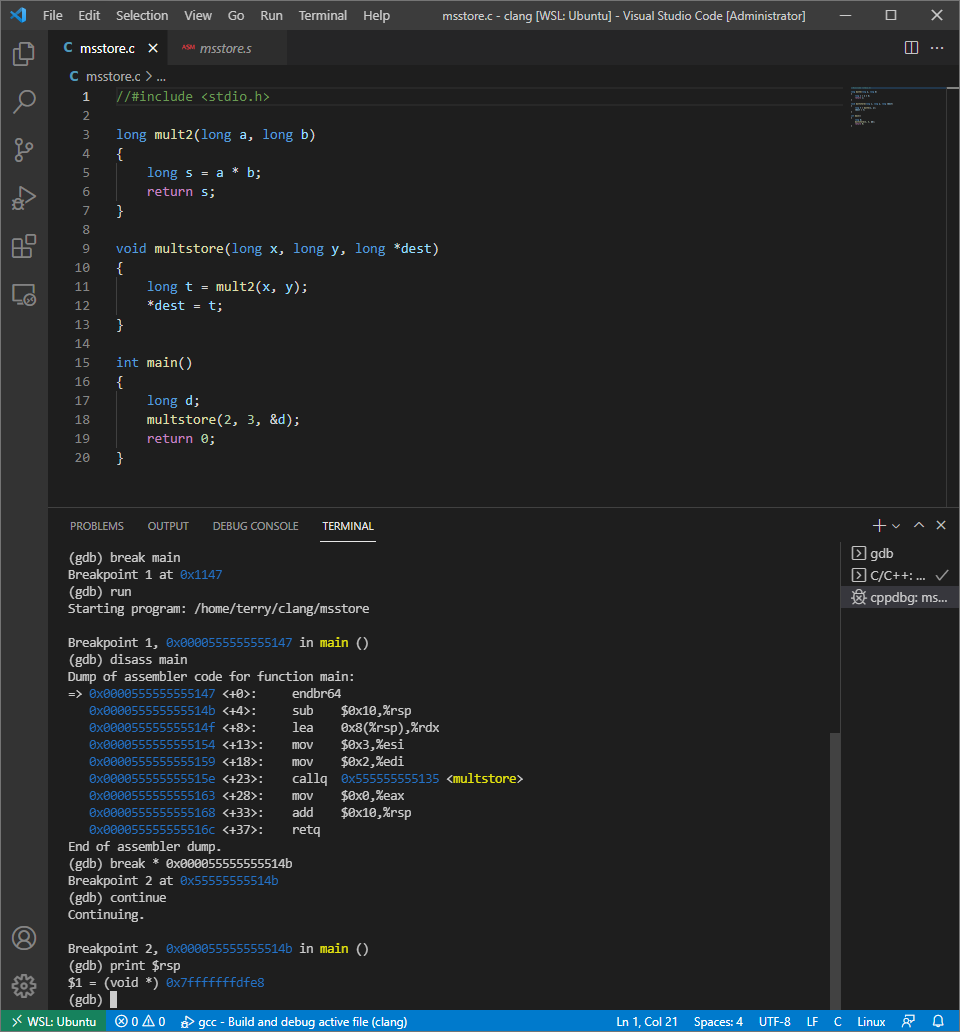 File Edit Selection View Go Run Terminal Help msstore.c - clang [WSL: Ubuntu] - Visual Studio Code [Administrator]
C msstore.c ASM msstore.s
C msstore.c > ...
1 //#include <stdio.h>
2
3 long mult2(long a, long b)
4 {
5 long s = a * b;
6 return s;
7 }
8
9 void multstore(long x, long y, long *dest)
10 {
11 long t = mult2(x, y);
12 *dest = t;
13 }
14
15 int main()
16 {
17 long d;
18 multstore(2, 3, &d);
19 return 0;
20 }
PROBLEMS OUTPUT DEBUG CONSOLE TERMINAL
gdb
C/C++: ...
cppdbg: ms...
(gdb) break main
Breakpoint 1 at 0x1147
(gdb) run
Starting program: /home/terry/clang/msstore
Breakpoint 1, 0x0000555555555147 in main ()
(gdb) disass main
Dump of assembler code for function main:
=> 0x0000555555555147 <+0>: endbr64
0x000055555555514b <+4>: sub $0x10,%rsp
0x000055555555514f <+8>: lea 0x8(%rsp),%rdx
0x0000555555555154 <+13>: mov $0x3,%esi
0x0000555555555159 <+18>: mov $0x2,%edi
0x000055555555515e <+23>: callq 0x555555555135 <multstore>
0x0000555555555163 <+28>: mov $0x0,%eax
0x0000555555555168 <+33>: add $0x10,%rsp
0x000055555555516c <+37>: retq
End of assembler dump.
(gdb) break * 0x000055555555514b
Breakpoint 2 at 0x55555555514b
(gdb) continue
Continuing.
Breakpoint 2, 0x000055555555514b in main ()
(gdb) print $rsp
$1 = (void *) 0x7fffffffdfe8
(gdb)
WSL: Ubuntu 0 0 gcc - Build and debug active file (clang) Ln 1, Col 21 Spaces: 4 UTF-8 LF C Linux